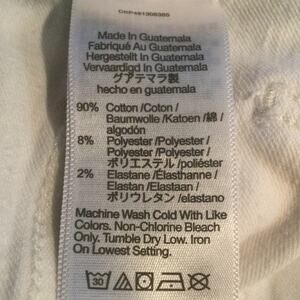 Made In Guatemala
Fabriqué Au Guatemala
Hergestellt In Guatemala
Vervaardigd In Guatemala
グアテマラ製
hecho en guatemala
90% Cotton /Coton /
Baumwolle /Katoen /綿 /
algodón
8% Polyester /Polyester /
Polyester /Polyester /
ポリエステル /poliéster
2% Elastane /Élasthanne /
Elastan /Elastaan /
ポリウレタン /elastano
Machine Wash Cold With Like
Colors. Non-Chlorine Bleach
Only. Tumble Dry Low. Iron
On Lowest Setting.
30